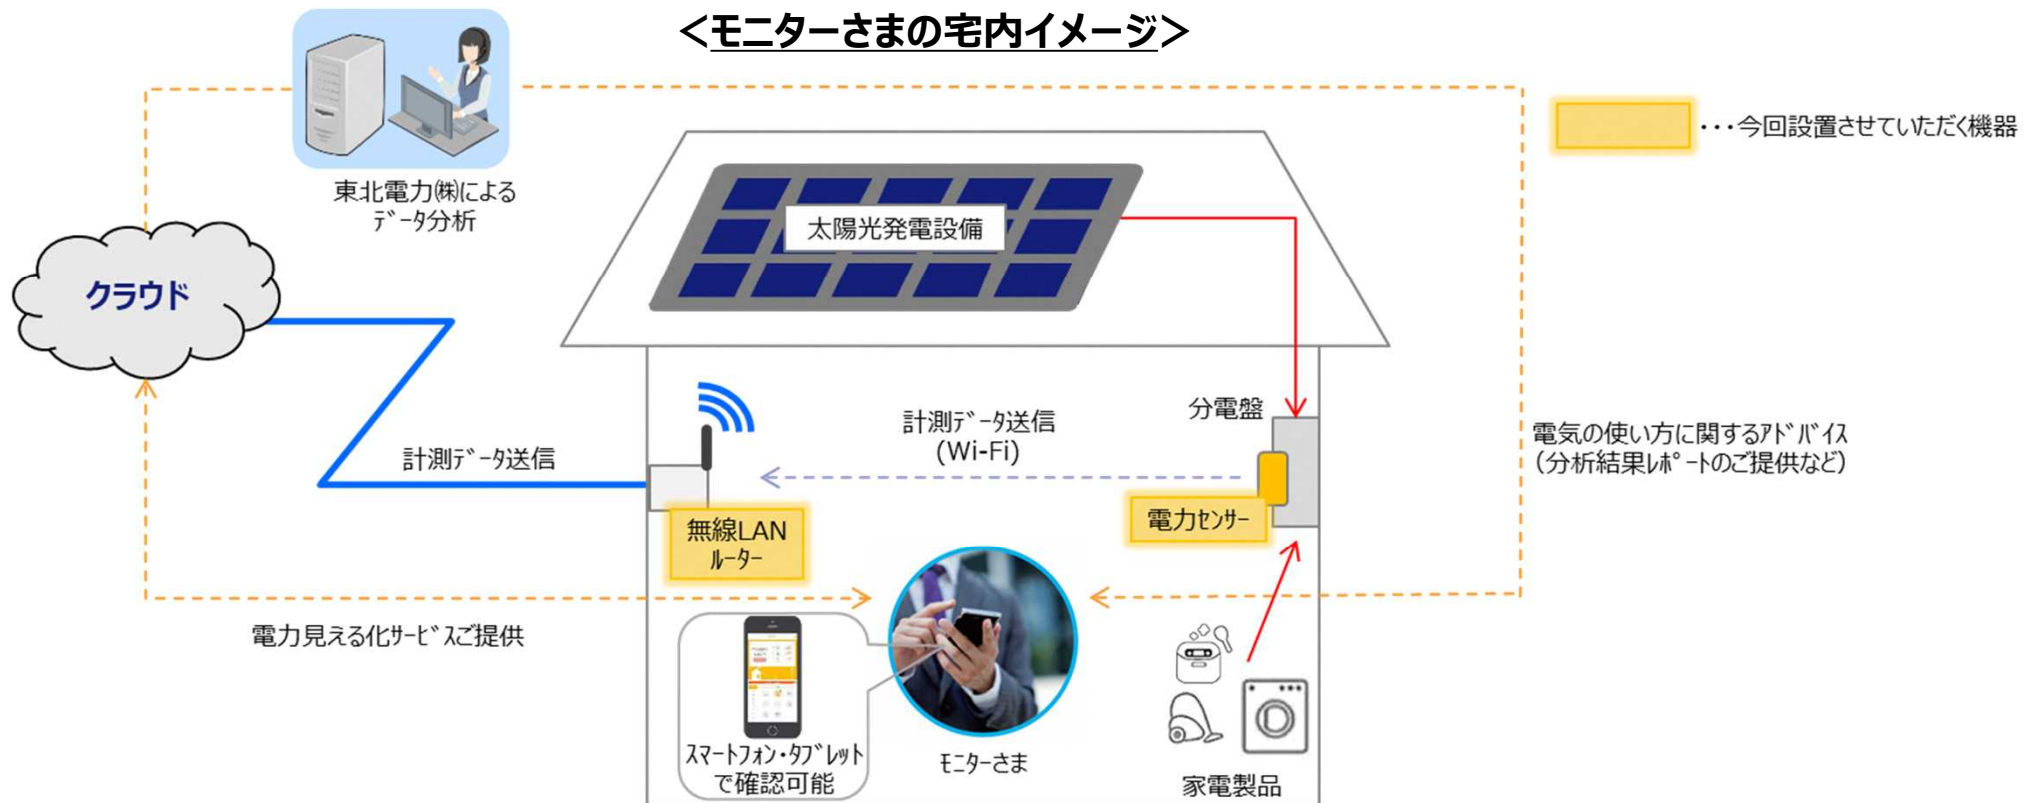 <モニターさまの宅内イメージ>
東北電力㈱による
ﾃﾞｰﾀ分析
・・・今回設置させていただく機器
太陽光発電設備
クラウド
分電盤
計測ﾃﾞｰﾀ送信
(Wi-Fi)
計測ﾃﾞｰﾀ送信
電気の使い方に関するｱﾄﾞﾊﾞｲｽ
(分析結果ﾚﾎﾟｰﾄのご提供など)
無線LAN
ﾙｰﾀｰ
電力ｾﾝｻｰ
電力見える化ｻｰﾋﾞｽご提供
ｽﾏｰﾄﾌｫﾝ・ﾀﾌﾞﾚｯﾄ
で確認可能
ﾓﾆﾀｰさま
家電製品